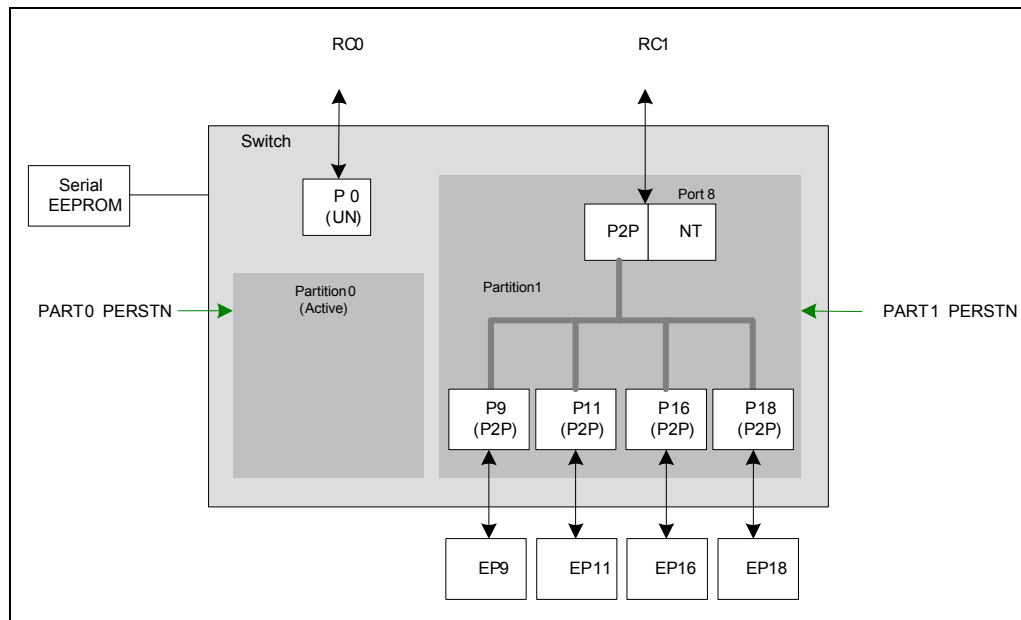 RC0
RC1
Switch
Serial
EEPROM
P 0
(UN)
Port 8
P2P
NT
Partition 0
(Active)
Partition1
PART0 PERSTN
PART1 PERSTN
P9
(P2P)
P11
(P2P)
P16
(P2P)
P18
(P2P)
EP9
EP11
EP16
EP18